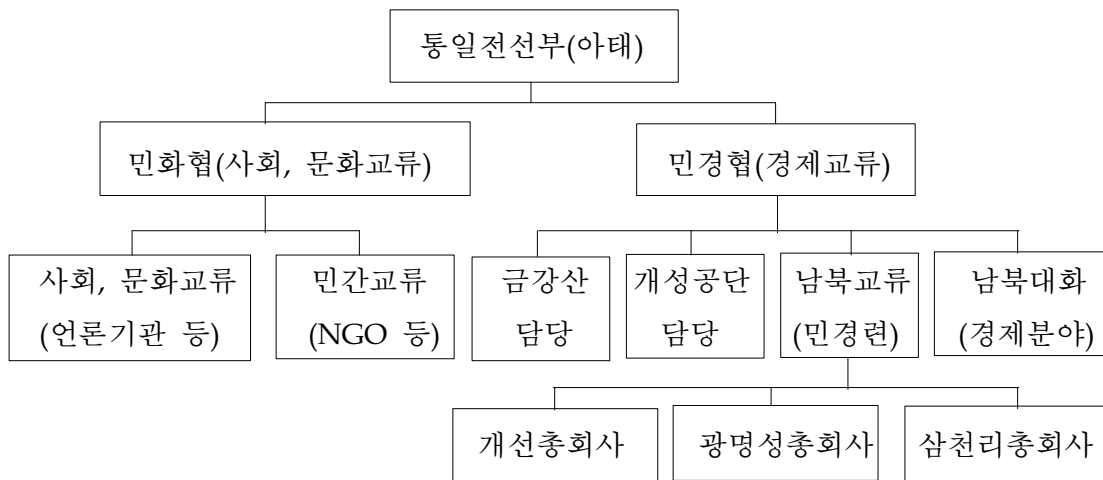 통일전선부(아태)
민화협(사회, 문화교류)
민경협(경제교류)
사회, 문화교류
(언론기관 등)
민간교류
(NGO 등)
금강산
담당
개성공단
담당
남북교류
(민경련)
남북대화
(경제분야)
개선총회사
광명성총회사
삼천리총회사